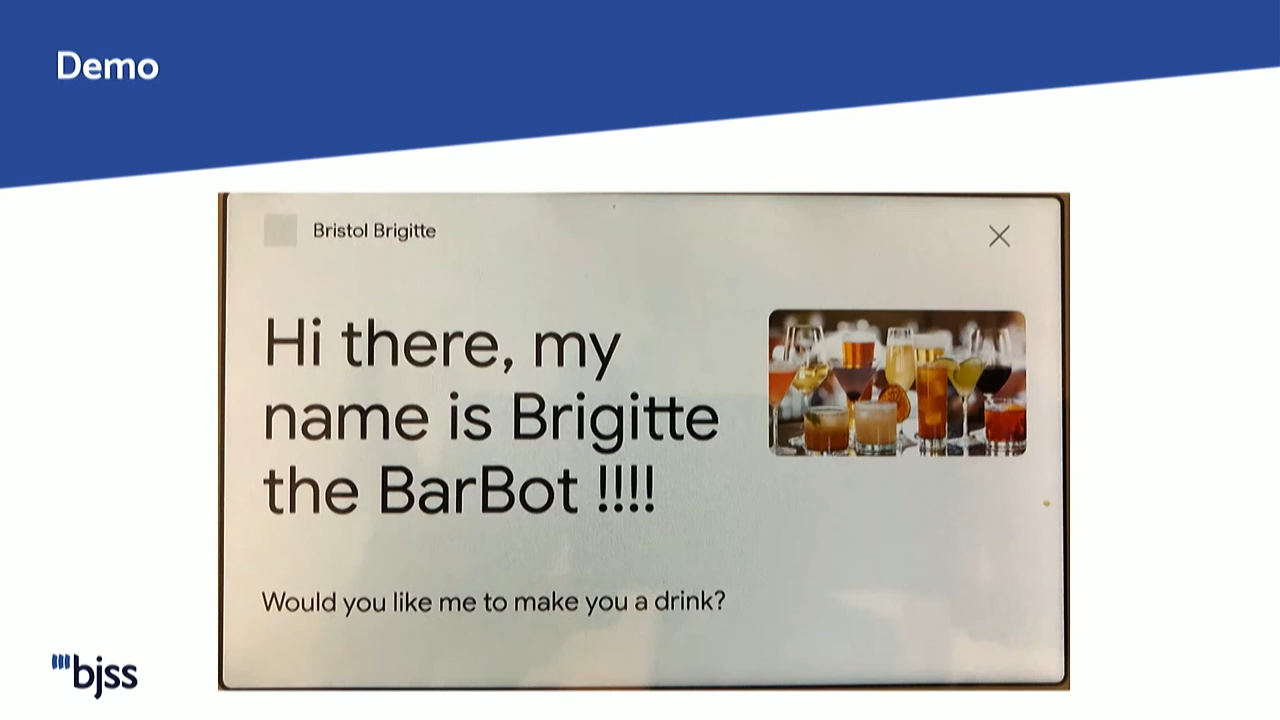 Demo
Bristol Brigitte
Hi there, my
name is Brigitte
the BarBot !!!!
Would you like me to make you a drink?
bjss